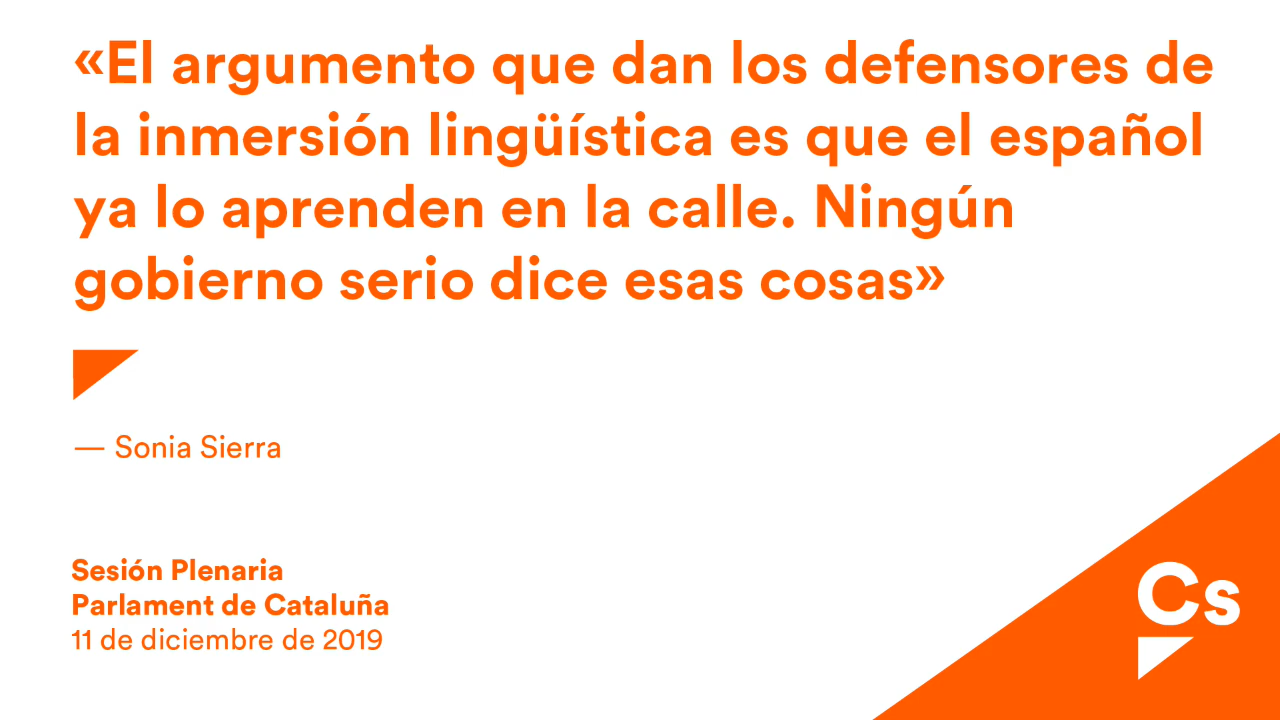 «El argumento que dan los defensores de
la inmersión lingüística es que el español
ya lo aprenden en la calle. Ningún
gobierno serio dice esas cosas»
— Sonia Sierra
Sesión Plenaria
Parlament de Cataluña
11 de diciembre de 2019
Cs